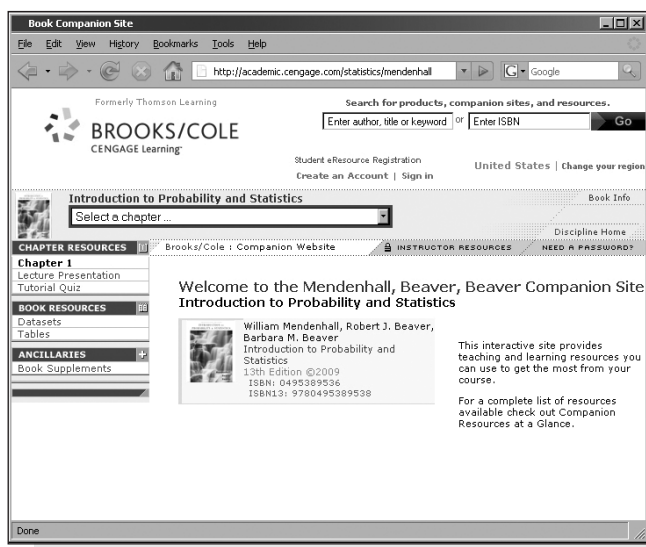 Book Companion Site
File Edit View History Bookmarks Tools Help
http://academic.cengage.com/statistics/mendenhall
G Google
Formerly Thomson Learning
BROOKS/COLE
CENGAGE Learning
Search for products, companion sites, and resources.
Enter author, title or keyword or Enter ISBN Go
Student eResource Registration
Create an Account | Sign in
United States | Change your region
Introduction to Probability and Statistics
Select a chapter ...
Book Info
Discipline Home
CHAPTER RESOURCES
Chapter 1
Lecture Presentation
Tutorial Quiz
BOOK RESOURCES
Datasets
Tables
ANCILLARIES +
Book Supplements
Brooks/Cole : Companion Website
INSTRUCTOR RESOURCES
NEED A PASSWORD?
Welcome to the Mendenhall, Beaver, Beaver Companion Site
Introduction to Probability and Statistics
William Mendenhall, Robert J. Beaver,
Barbara M. Beaver
Introduction to Probability and
Statistics
13th Edition ©2009
ISBN: 0495389536
ISBN13: 9780495389538
This interactive site provides
teaching and learning resources you
can use to get the most from your
course.
For a complete list of resources
available check out Companion
Resources at a Glance.
Done